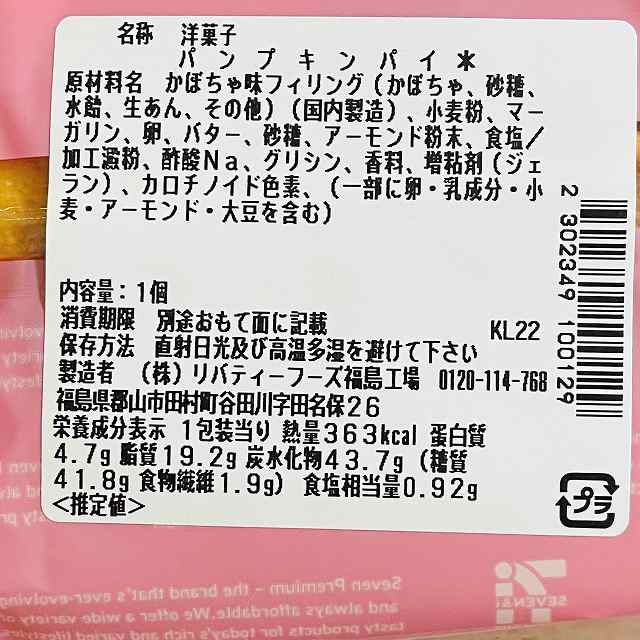 名称 洋菓子
パンプキンパイ＊
原材料名 かぼちゃ味フィリング（かぼちゃ、砂糖、
水飴、生あん、その他）（国内製造）、小麦粉、マー
ガリン、卵、バター、砂糖、アーモンド粉末、食塩／
加工澱粉、酢酸Ｎａ、グリシン、香料、増粘剤（ジェ
ラン）、カロチノイド色素、（一部に卵・乳成分・小
麦・アーモンド・大豆を含む）
内容量：１個
消費期限 別途おもて面に記載
KL22
保存方法 直射日光及び高温多湿を避けて下さい
製造者 （株）リバティーフーズ福島工場 0120-114-768
福島県郡山市田村町谷田川字田名保２６
栄養成分表示 １包装当り 熱量３６３kcal 蛋白質
４.７g 脂質１９.２g 炭水化物４３.７g（糖質
４１.８g 食物繊維１.９g） 食塩相当量０.９２g
＜推定値＞
2 302349 100129
プラ
Seven Premium – the brand that's ever-evolving
and always affordable. We offer a wide variety of
tasty products for today's rich and varied lifestyles